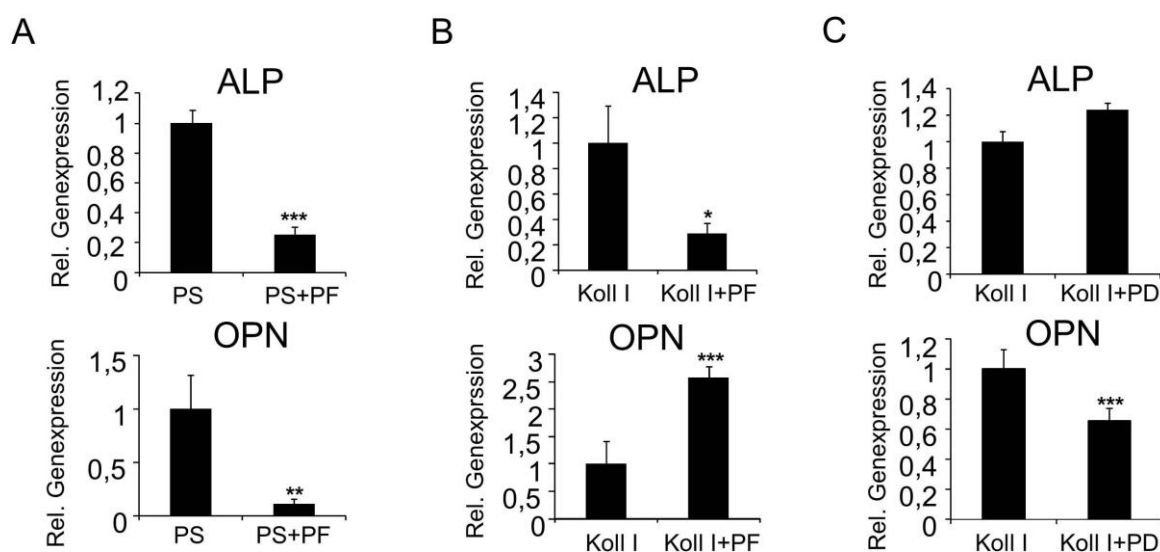 A
ALP
Rel. Genexpression
1,2
1
0,8
0,6
0,4
0,2
0
***
PS
PS+PF
OPN
Rel. Genexpression
1,5
1
0,5
0
**
PS
PS+PF
B
ALP
Rel. Genexpression
1,4
1,2
1
0,8
0,6
0,4
0,2
0
*
Koll I
Koll I+PF
OPN
Rel. Genexprssion
3
2,5
2
1,5
1
0,5
0
***
Koll I
Koll I+PF
C
ALP
Rel. Genexpression
1,4
1,2
1
0,8
0,6
0,4
0,2
0
Koll I
Koll I+PD
OPN
Rel. Genexpression
1,2
1
0,8
0,6
0,4
0,2
0
***
Koll I
Koll I+PD